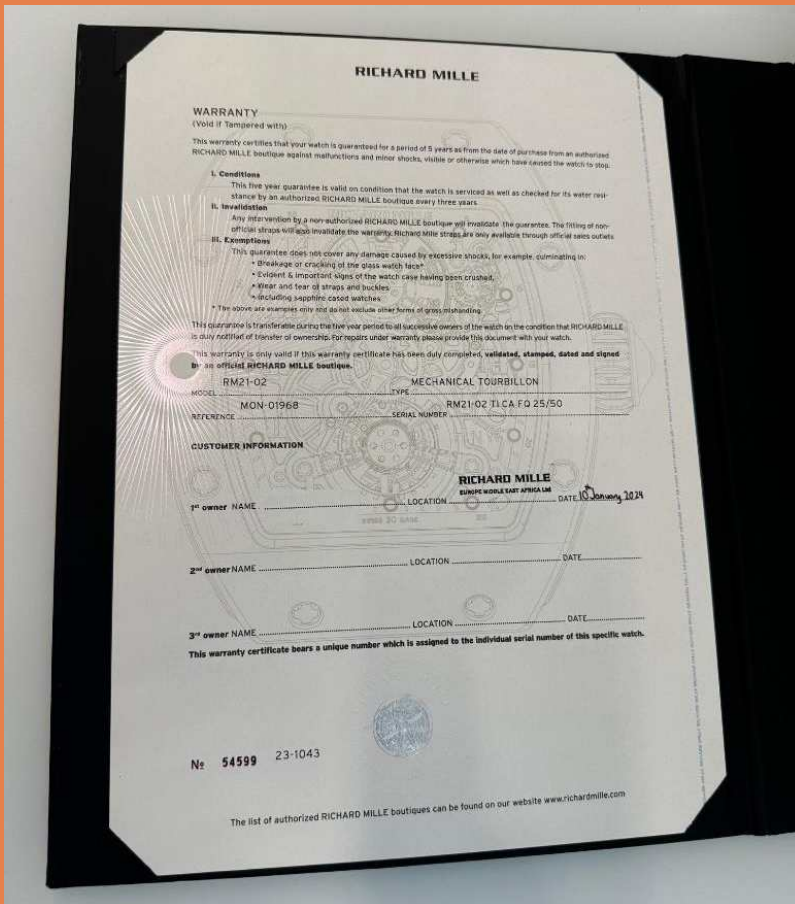 RICHARD MILLE
WARRANTY
(Void if Tampered with)
This warranty certifies that your watch is guaranteed for a period of 5 years as from the date of purchase from an authorized
RICHARD MILLE boutique against malfunctions and minor shocks, visible or otherwise which have caused the watch to stop.
I. Conditions
This five year guarantee is valid on condition that the watch is serviced as well as checked for its water resi-
stance by an authorized RICHARD MILLE boutique every three years
II. Invalidation
Any intervention by a non-authorized RICHARD MILLE boutique will invalidate the guarantee. The fitting of non-
official straps will also invalidate the warranty. Richard Mille straps are only available through official sales outlets
III. Exemptions
This guarantee does not cover any damage caused by excessive shocks, for example, culminating in:
• Breakage or cracking of the glass watch face*
• Evident & important signs of the watch case having been crushed,
• Wear and tear of straps and buckles
• Including sapphire cased watches
* The above are examples only and do not exclude other forms of gross mishandling
This guarantee is transferable during the five year period to all successive owners of the watch on the condition that RICHARD MILLE
is duly notified of transfer of ownership. For repairs under warranty please provide this document with your watch.
This warranty is only valid if this warranty certificate has been duly completed, validated, stamped, dated and signed
by an official RICHARD MILLE boutique.
MODEL RM21-02 TYPE MECHANICAL TOURBILLON
REFERENCE MON-01968 SERIAL NUMBER RM21-02 TI CA FQ 25/50
CUSTOMER INFORMATION
RICHARD MILLE
EUROPE MIDDLE EAST AFRICA Ltd
1st owner NAME LOCATION DATE 10 January 2024
2nd owner NAME LOCATION DATE
3rd owner NAME LOCATION DATE
This warranty certificate bears a unique number which is assigned to the individual serial number of this specific watch.
Nº 54599 23-1043
The list of authorized RICHARD MILLE boutiques can be found on our website www.richardmille.com